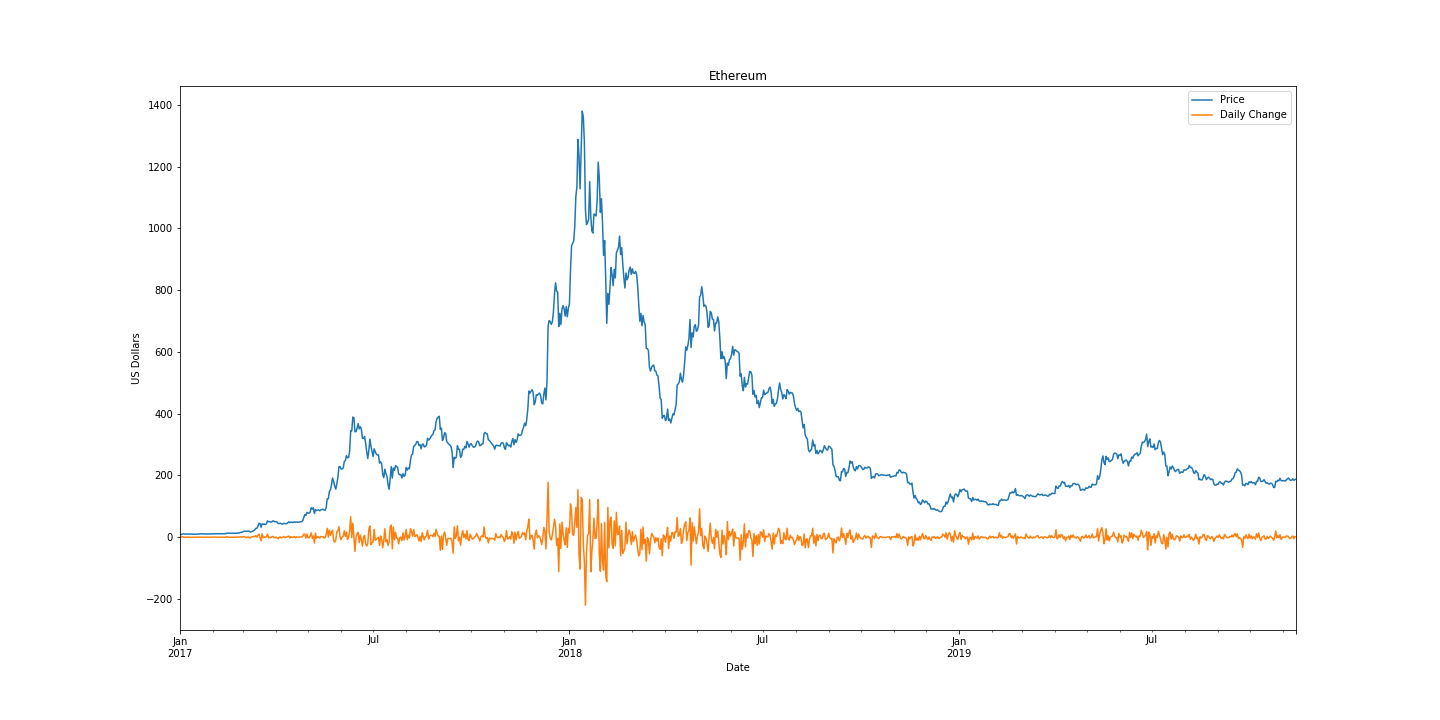 Ethereum
Price
Daily Change
1400
1200
1000
800
600
400
200
0
−200
US Dollars
Jan Jul Jan Jul Jan Jul
2017 2018 2019
Date